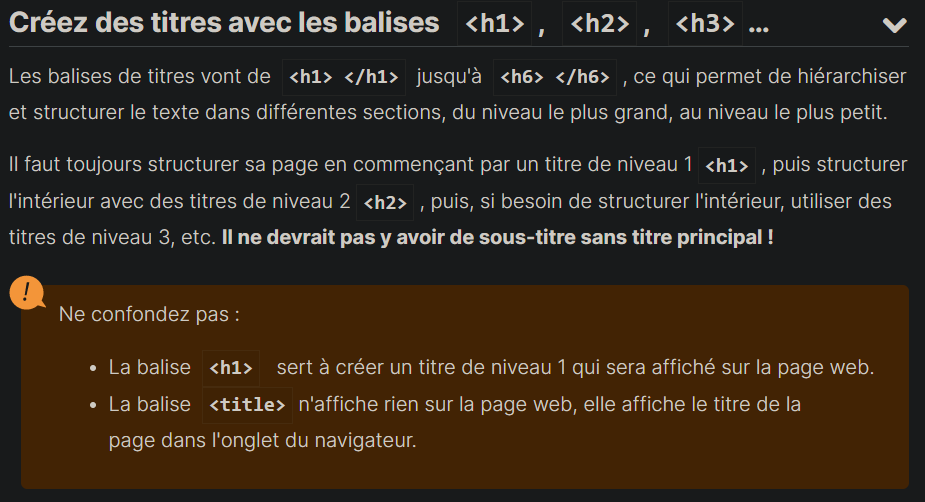 Créez des titres avec les balises <h1> , <h2> , <h3> ...
Les balises de titres vont de <h1> </h1> jusqu'à <h6> </h6> , ce qui permet de hiérarchiser
et structurer le texte dans différentes sections, du niveau le plus grand, au niveau le plus petit.
Il faut toujours structurer sa page en commençant par un titre de niveau 1 <h1> , puis structurer
l'intérieur avec des titres de niveau 2 <h2> , puis, si besoin de structurer l'intérieur, utiliser des
titres de niveau 3, etc. Il ne devrait pas y avoir de sous-titre sans titre principal !
!
Ne confondez pas :
• La balise <h1> sert à créer un titre de niveau 1 qui sera affiché sur la page web.
• La balise <title> n'affiche rien sur la page web, elle affiche le titre de la
page dans l'onglet du navigateur.